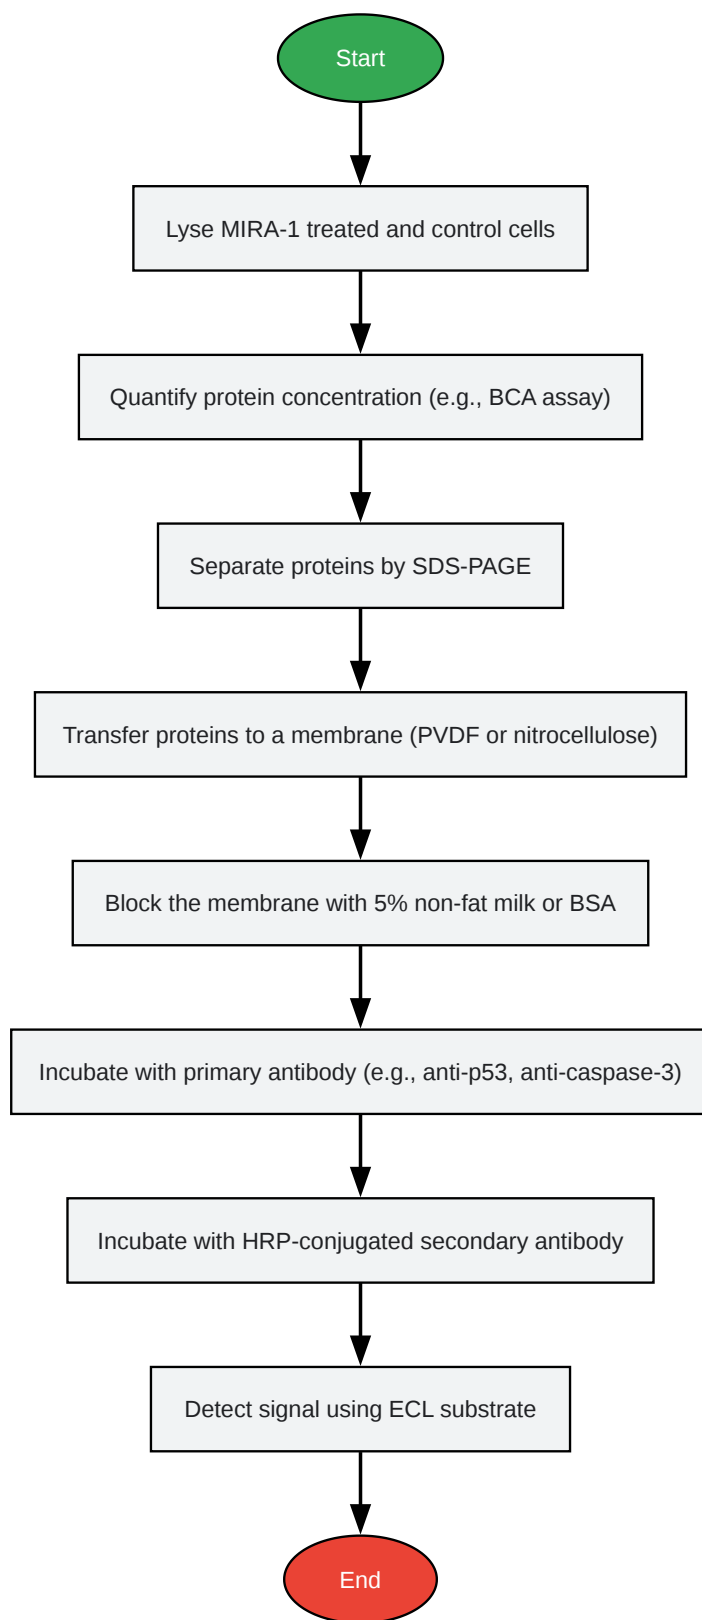 Start
Lyse MIRA-1 treated and control cells
Quantify protein concentration (e.g., BCA assay)
Separate proteins by SDS-PAGE
Transfer proteins to a membrane (PVDF or nitrocellulose)
Block the membrane with 5% non-fat milk or BSA
Incubate with primary antibody (e.g., anti-p53, anti-caspase-3)
Incubate with HRP-conjugated secondary antibody
Detect signal using ECL substrate
End